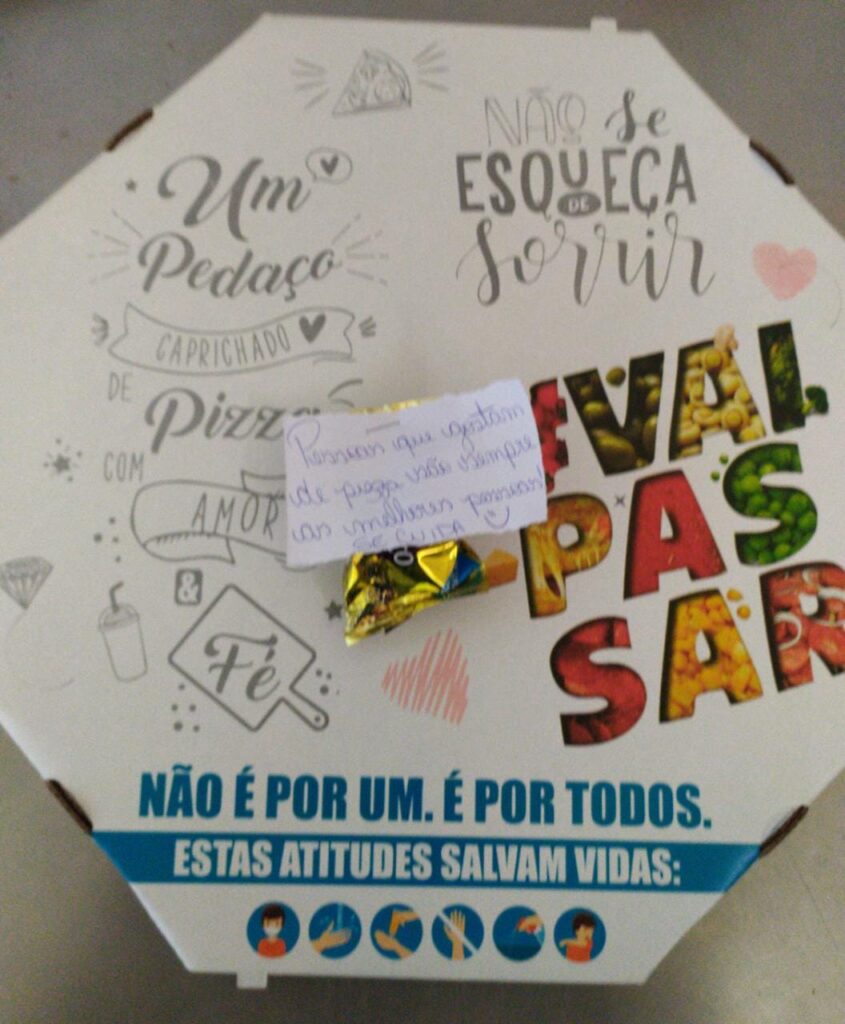 Um
Pedaço
CAPRICHADO
DE
Pizza
COM
AMOR
&
Fé
NÃO Se
ESQUEÇA
DE
Sorrir
Pessoas que gostam
de pizza são sempre
as melhores pessoas!
SE CUIDA
#VAI
PAS
SAR
NÃO É POR UM. É POR TODOS.
ESTAS ATITUDES SALVAM VIDAS: